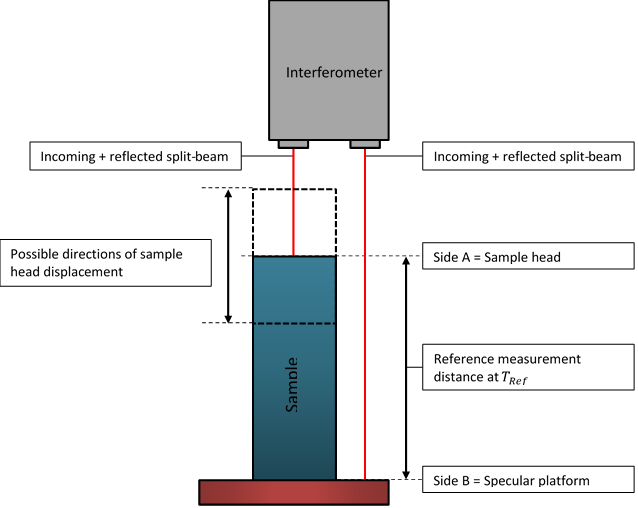 Interferometer
Incoming + reflected split-beam
Incoming + reflected split-beam
Possible directions of sample
head displacement
Side A = Sample head
Reference measurement
distance at T_Ref
Sample
Side B = Specular platform